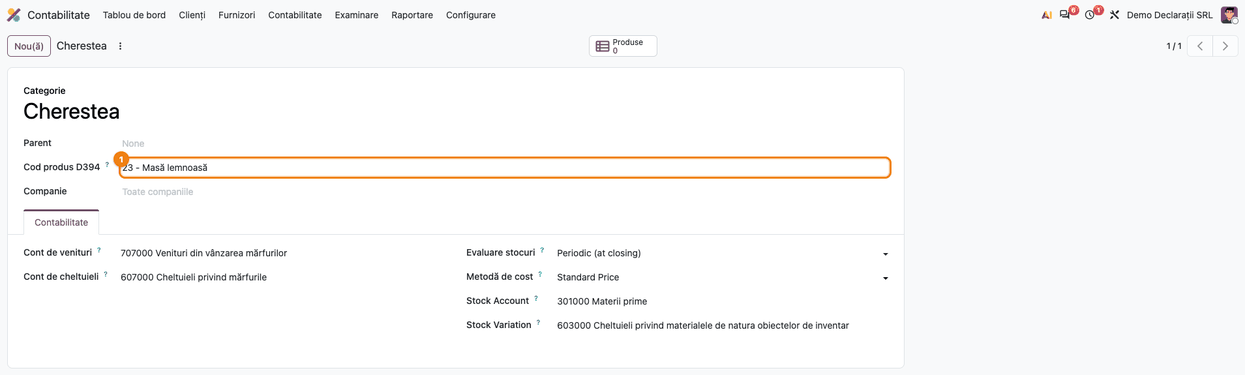 Contabilitate Tablou de bord Clienți Furnizori Contabilitate Examinare Raportare Configurare 6 1 Demo Declarații SRL
Nou(ă) Cherestea Produse 0 1 / 1
Categorie
Cherestea
Parent None
1
Cod produs D394 ? 23 - Masă lemnoasă
Companie Toate companiile
Contabilitate
Cont de venituri ? 707000 Venituri din vânzarea mărfurilor Evaluare stocuri ? Periodic (at closing)
Cont de cheltuieli ? 607000 Cheltuieli privind mărfurile Metodă de cost ? Standard Price
Stock Account ? 301000 Materii prime
Stock Variation ? 603000 Cheltuieli privind materialele de natura obiectelor de inventar